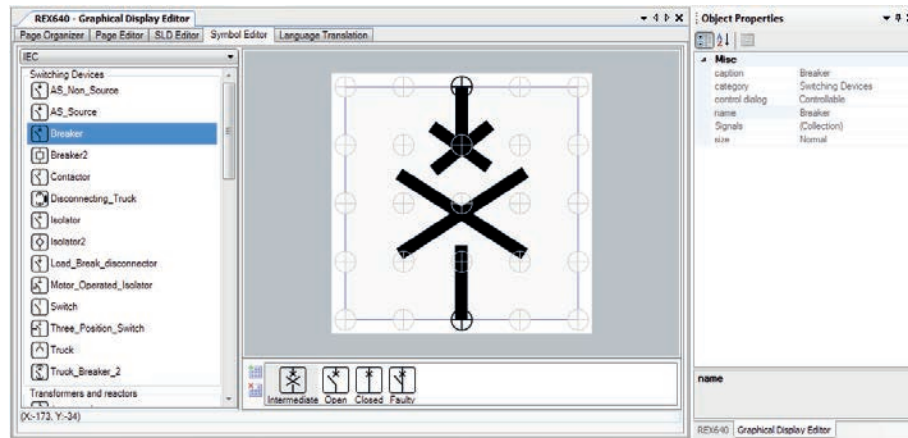 REX640 - Graphical Display Editor
Page Organizer Page Editor SLD Editor Symbol Editor Language Translation
IEC
Switching Devices
AS_Non_Source
AS_Source
Breaker
Breaker2
Contactor
Disconnecting_Truck
Isolator
Isolator2
Load_Break_disconnector
Motor_Operated_Isolator
Switch
Three_Position_Switch
Truck
Truck_Breaker_2
Transformers and reactors
Intermediate Open Closed Faulty
(X:-173, Y:-34)
Object Properties
Misc
caption Breaker
category Switching Devices
control dialog Controllable
name Breaker
Signals (Collection)
size Normal
name
REX640 Graphical Display Editor